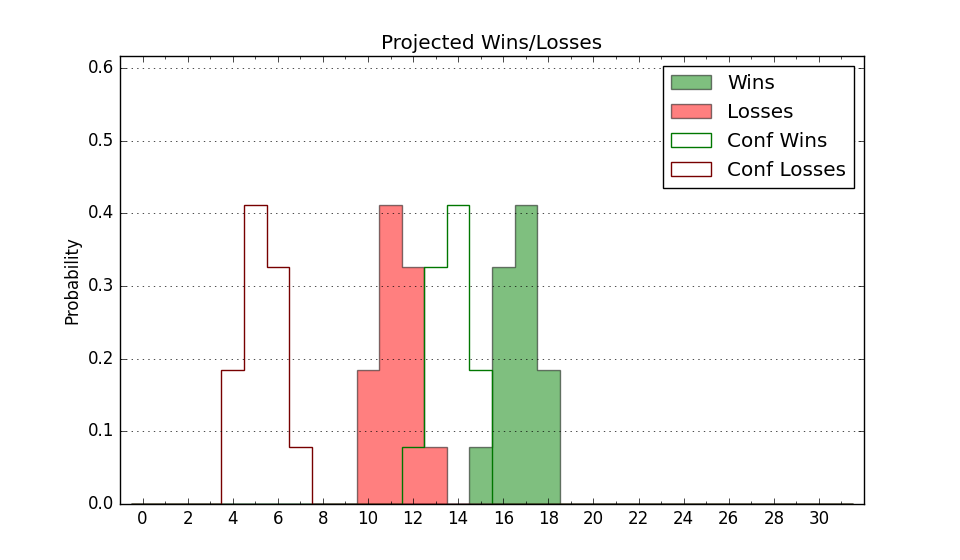 Projected Wins/Losses
Wins
Losses
Conf Wins
Conf Losses
Probability
0.6
0.5
0.4
0.3
0.2
0.1
0.0
0 2 4 6 8 10 12 14 16 18 20 22 24 26 28 30